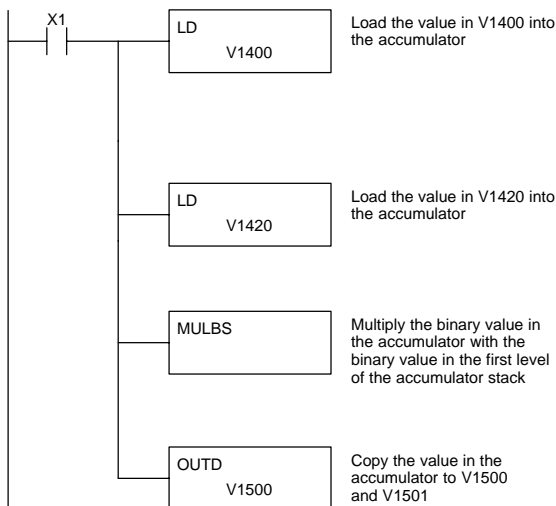 X1
LD
V1400
Load the value in V1400 into
the accumulator
LD
V1420
Load the value in V1420 into
the accumulator
MULBS
Multiply the binary value in
the accumulator with the
binary value in the first level
of the accumulator stack
OUTD
V1500
Copy the value in the
accumulator to V1500
and V1501